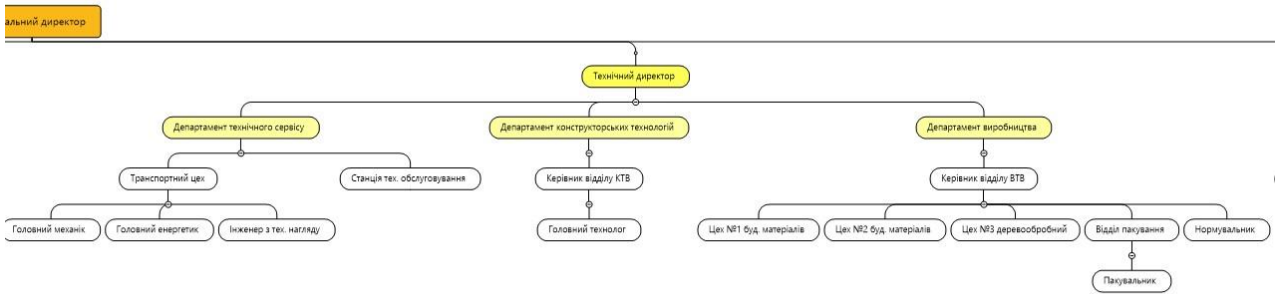 альний директор
Технічний директор
Департамент технічного сервісу
Департамент конструкторських технологій
Департамент виробництва
Транспортний цех
Станція тех. обслуговування
Керівник відділу КТВ
Керівник відділу ВТВ
Головний механік
Головний енергетик
Інженер з тех. нагляду
Головний технолог
Цех №1 буд. матеріалів
Цех №2 буд. матеріалів
Цех №3 деревообробний
Відділ пакування
Нормувальник
Пакувальник